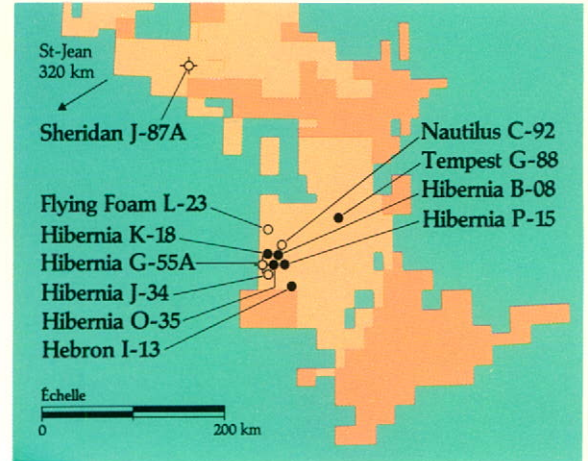 St-Jean
320 km
Sheridan J-87A
Nautilus C-92
Tempest G-88
Hibernia B-08
Hibernia P-15
Flying Foam L-23
Hibernia K-18
Hibernia G-55A
Hibernia J-34
Hibernia O-35
Hebron I-13
Échelle
0 200 km